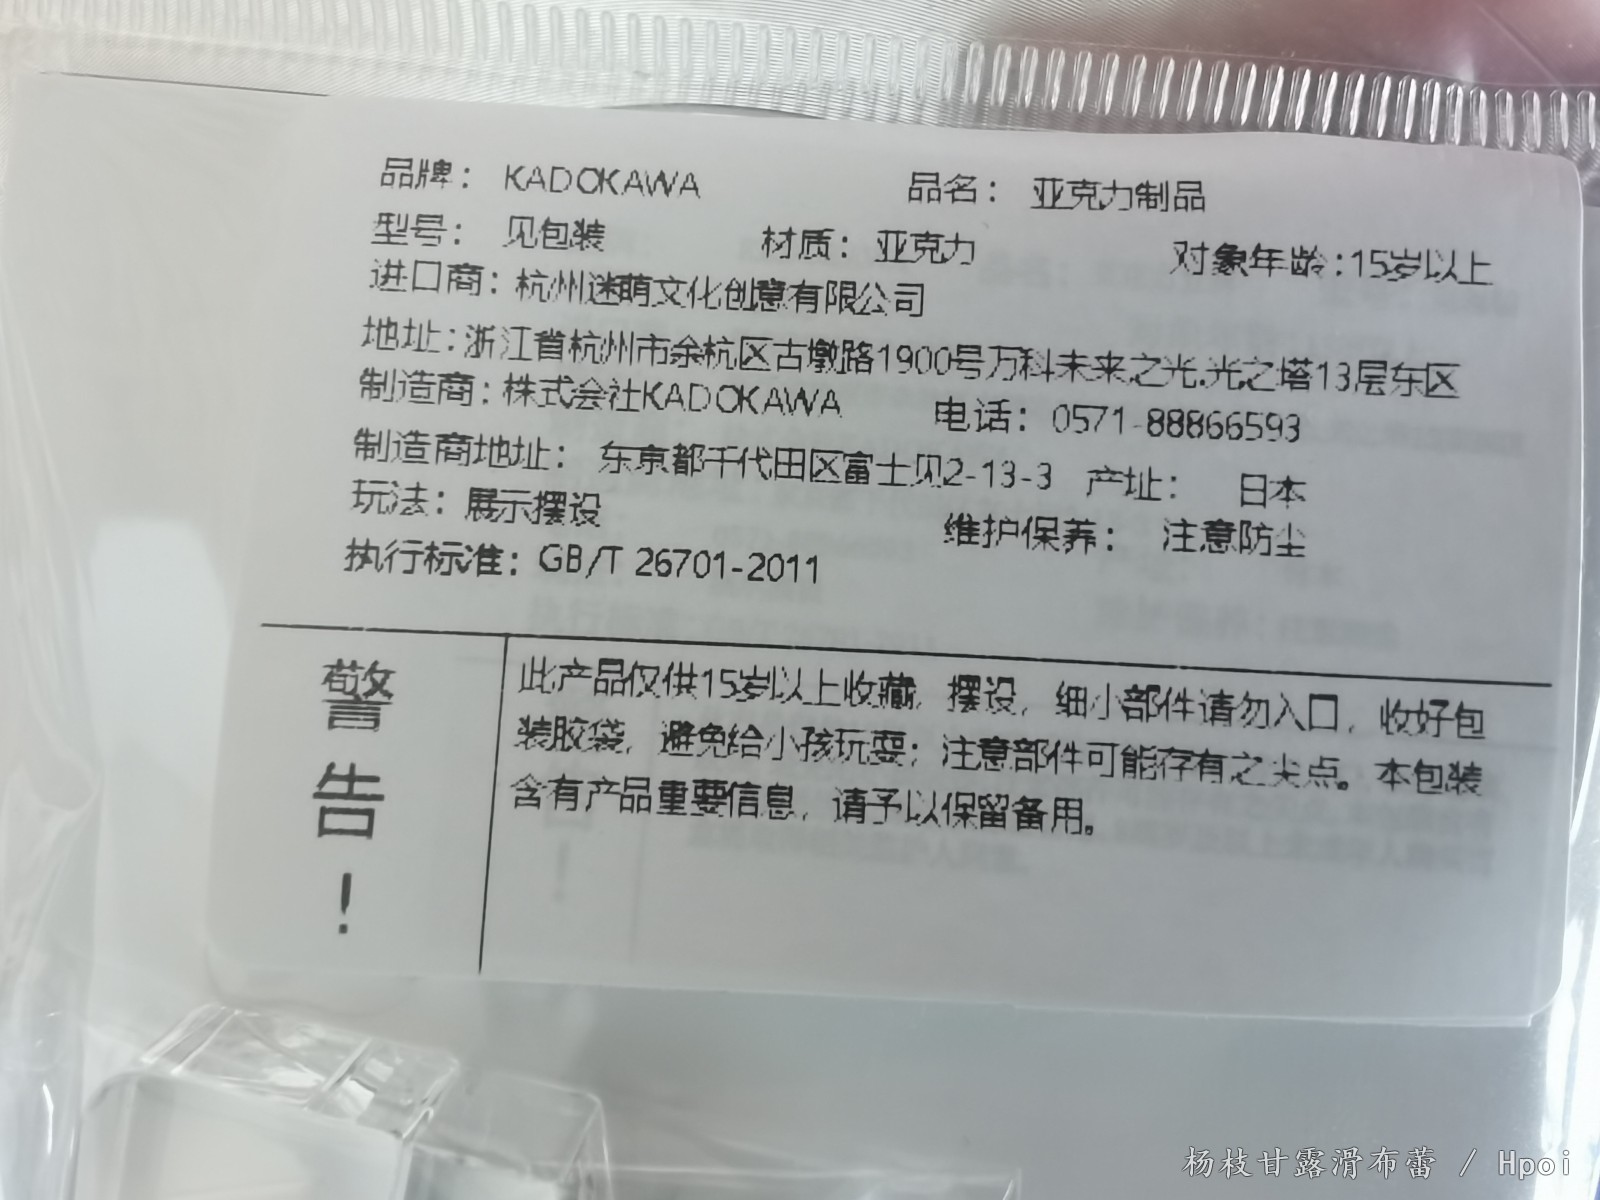 品牌： KADOKAWA 品名： 亚克力制品
型号： 见包装 材质：亚克力 对象年龄:15岁以上
进口商：杭州迷萌文化创意有限公司
地址:浙江省杭州市余杭区古墩路1900号万科未来之光.光之塔13层东区
制造商：株式会社KADOKAWA 电话：0571-88866593
制造商地址： 东京都千代田区富士见2-13-3 产址： 日本
玩法：展示摆设 维护保养： 注意防尘
执行标准：GB/T 26701-2011
警告！
此产品仅供15岁以上收藏，摆设，细小部件请勿入口，收好包
装胶袋，避免给小孩玩耍；注意部件可能存有之尖点。本包装
含有产品重要信息，请予以保留备用。
杨枝甘露滑布蕾 / Hpoi